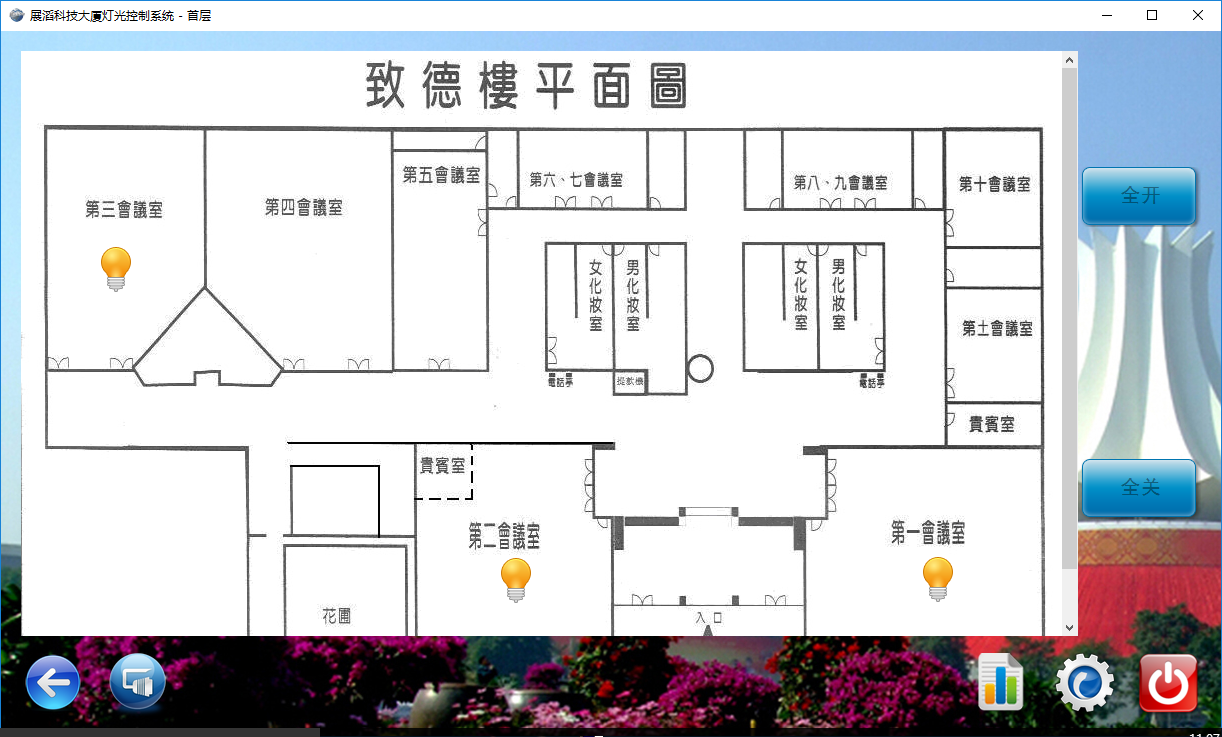 展滔科技大厦灯光控制系统 - 首层
致德樓平面圖
第三會議室
第四會議室
第五會議室
第六、七會議室
第八、九會議室
第十會議室
全开
女化妝室
男化妝室
女化妝室
男化妝室
第十一會議室
電話亭
提款機
電話亭
貴賓室
貴賓室
全关
第二會議室
第一會議室
花圃
入口